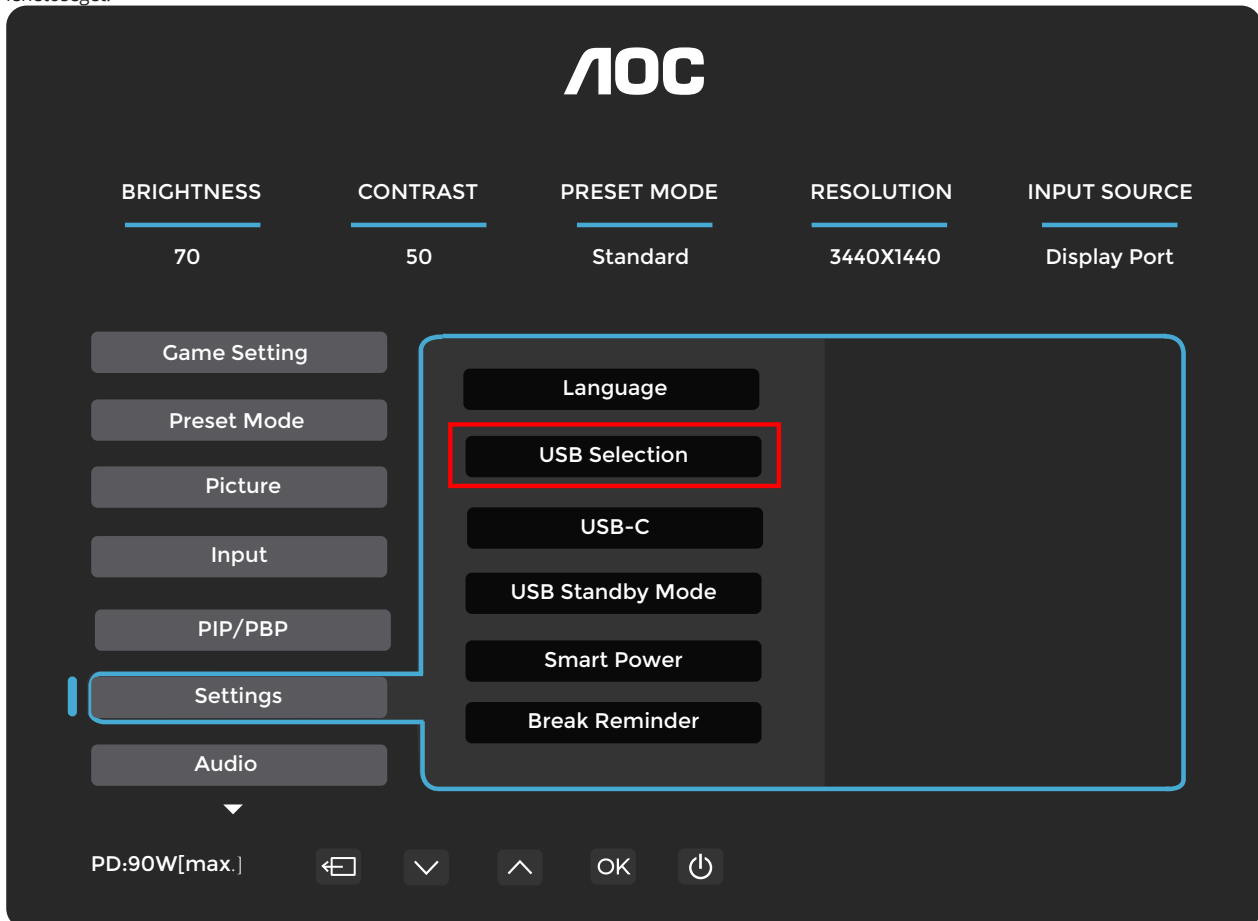 AOC
BRIGHTNESS CONTRAST PRESET MODE RESOLUTION INPUT SOURCE
70 50 Standard 3440X1440 Display Port
Game Setting
Preset Mode
Picture
Input
PIP/PBP
Settings
Audio
Language
USB Selection
USB-C
USB Standby Mode
Smart Power
Break Reminder
PD:90W[max.]
OK